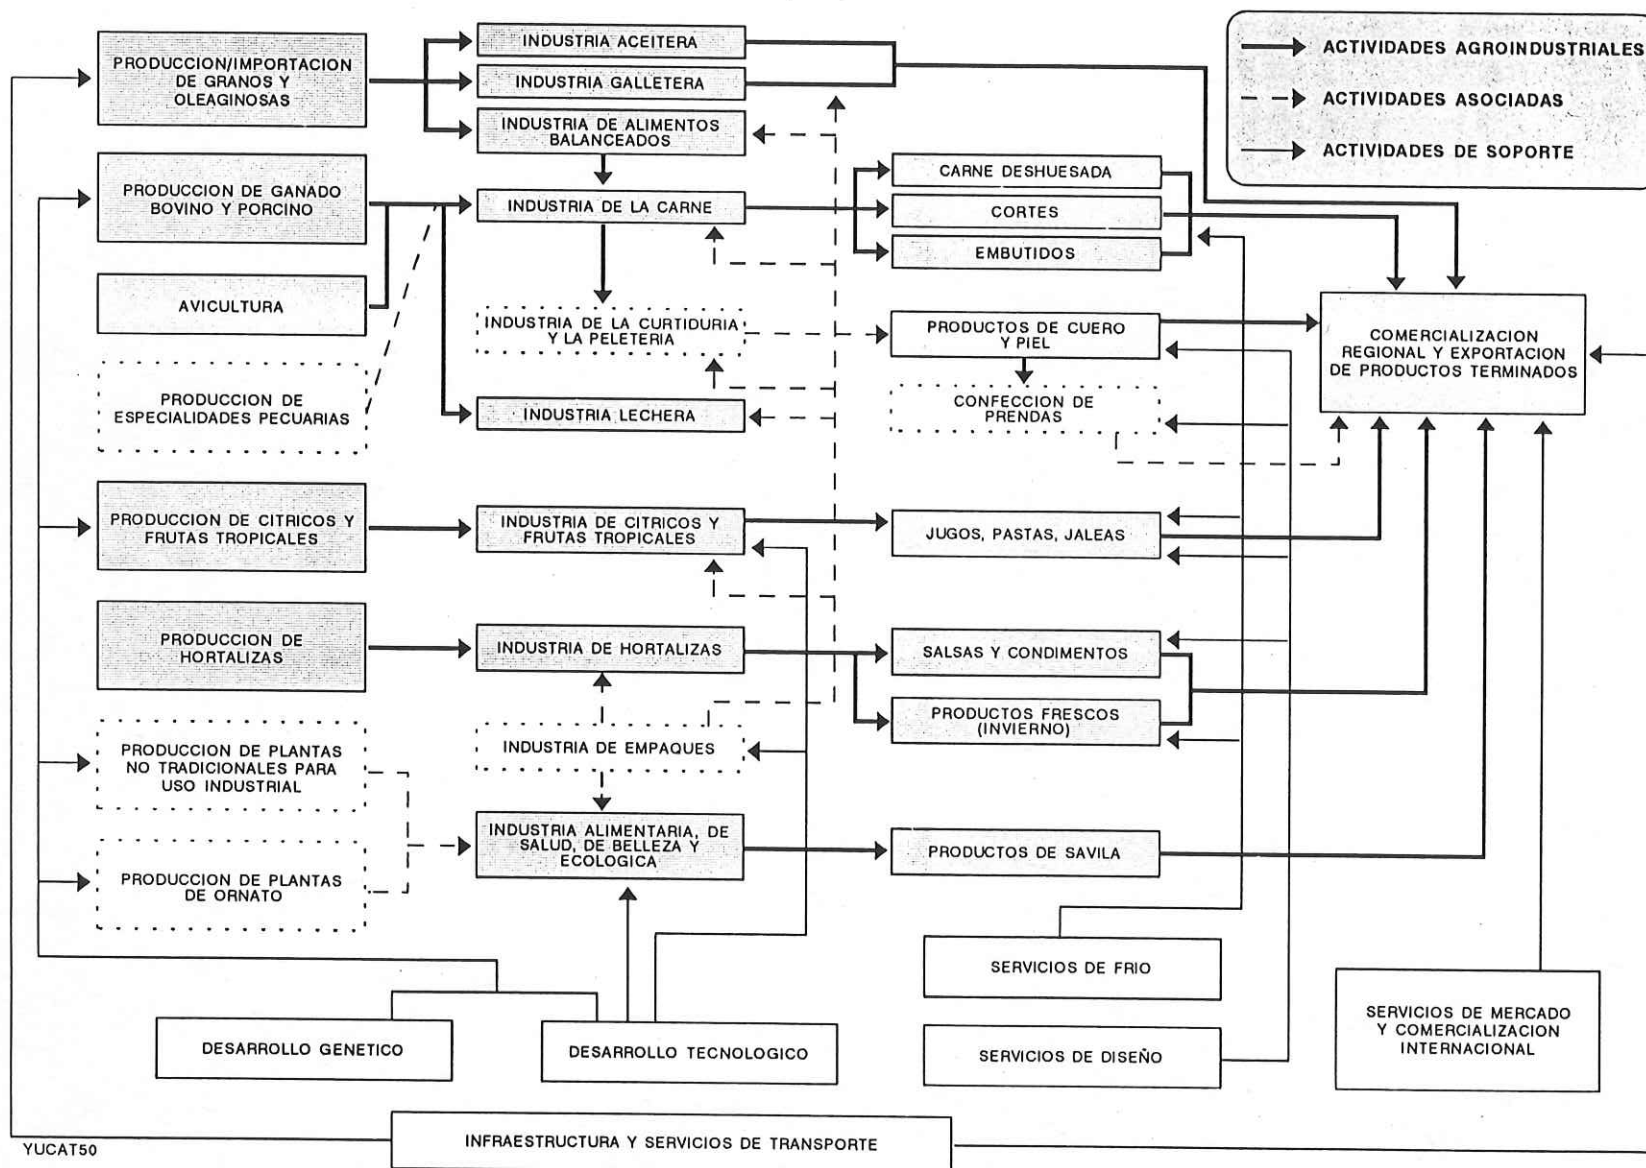 ACTIVIDADES AGROINDUSTRIALES
ACTIVIDADES ASOCIADAS
ACTIVIDADES DE SOPORTE
PRODUCCION/IMPORTACION
DE GRANOS Y
OLEAGINOSAS
PRODUCCION DE GANADO
BOVINO Y PORCINO
AVICULTURA
PRODUCCION DE
ESPECIALIDADES PECUARIAS
PRODUCCION DE CITRICOS Y
FRUTAS TROPICALES
PRODUCCION DE
HORTALIZAS
PRODUCCION DE PLANTAS
NO TRADICIONALES PARA
USO INDUSTRIAL
PRODUCCION DE PLANTAS
DE ORNATO
INDUSTRIA ACEITERA
INDUSTRIA GALLETERA
INDUSTRIA DE ALIMENTOS
BALANCEADOS
INDUSTRIA DE LA CARNE
INDUSTRIA DE LA CURTIDURIA
Y LA PELETERIA
INDUSTRIA LECHERA
INDUSTRIA DE CITRICOS Y
FRUTAS TROPICALES
INDUSTRIA DE HORTALIZAS
INDUSTRIA DE EMPAQUES
INDUSTRIA ALIMENTARIA, DE
SALUD, DE BELLEZA Y
ECOLOGICA
CARNE DESHUESADA
CORTES
EMBUTIDOS
PRODUCTOS DE CUERO
Y PIEL
CONFECCION DE
PRENDAS
JUGOS, PASTAS, JALEAS
SALSAS Y CONDIMENTOS
PRODUCTOS FRESCOS
(INVIERNO)
PRODUCTOS DE SAVILA
COMERCIALIZACION
REGIONAL Y EXPORTACION
DE PRODUCTOS TERMINADOS
DESARROLLO GENETICO
DESARROLLO TECNOLOGICO
SERVICIOS DE FRIO
SERVICIOS DE DISEÑO
SERVICIOS DE MERCADO
Y COMERCIALIZACION
INTERNACIONAL
INFRAESTRUCTURA Y SERVICIOS DE TRANSPORTE
YUCAT50